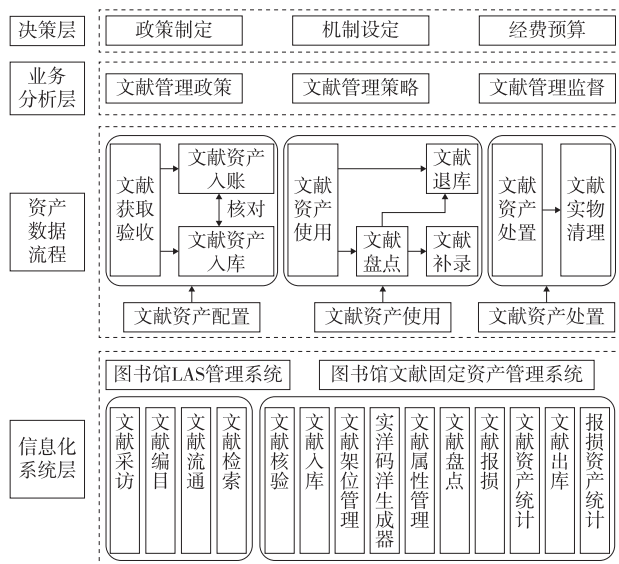 决策层
政策制定
机制设定
经费预算
业务
分析层
文献管理政策
文献管理策略
文献管理监督
资产
数据
流程
文献
获取
验收
文献资产
入账
核对
文献资产
入库
文献
资产
使用
文献
退库
文献
盘点
文献
补录
文献
资产
处置
文献
实物
清理
文献资产配置
文献资产使用
文献资产处置
信息化
系统层
图书馆LAS管理系统
图书馆文献固定资产管理系统
文献采访
文献编目
文献流通
文献检索
文献核验
文献入库
文献架位管理
实洋码洋生成器
文献属性管理
文献盘点
文献报损
文献资产统计
文献出库
报损资产统计